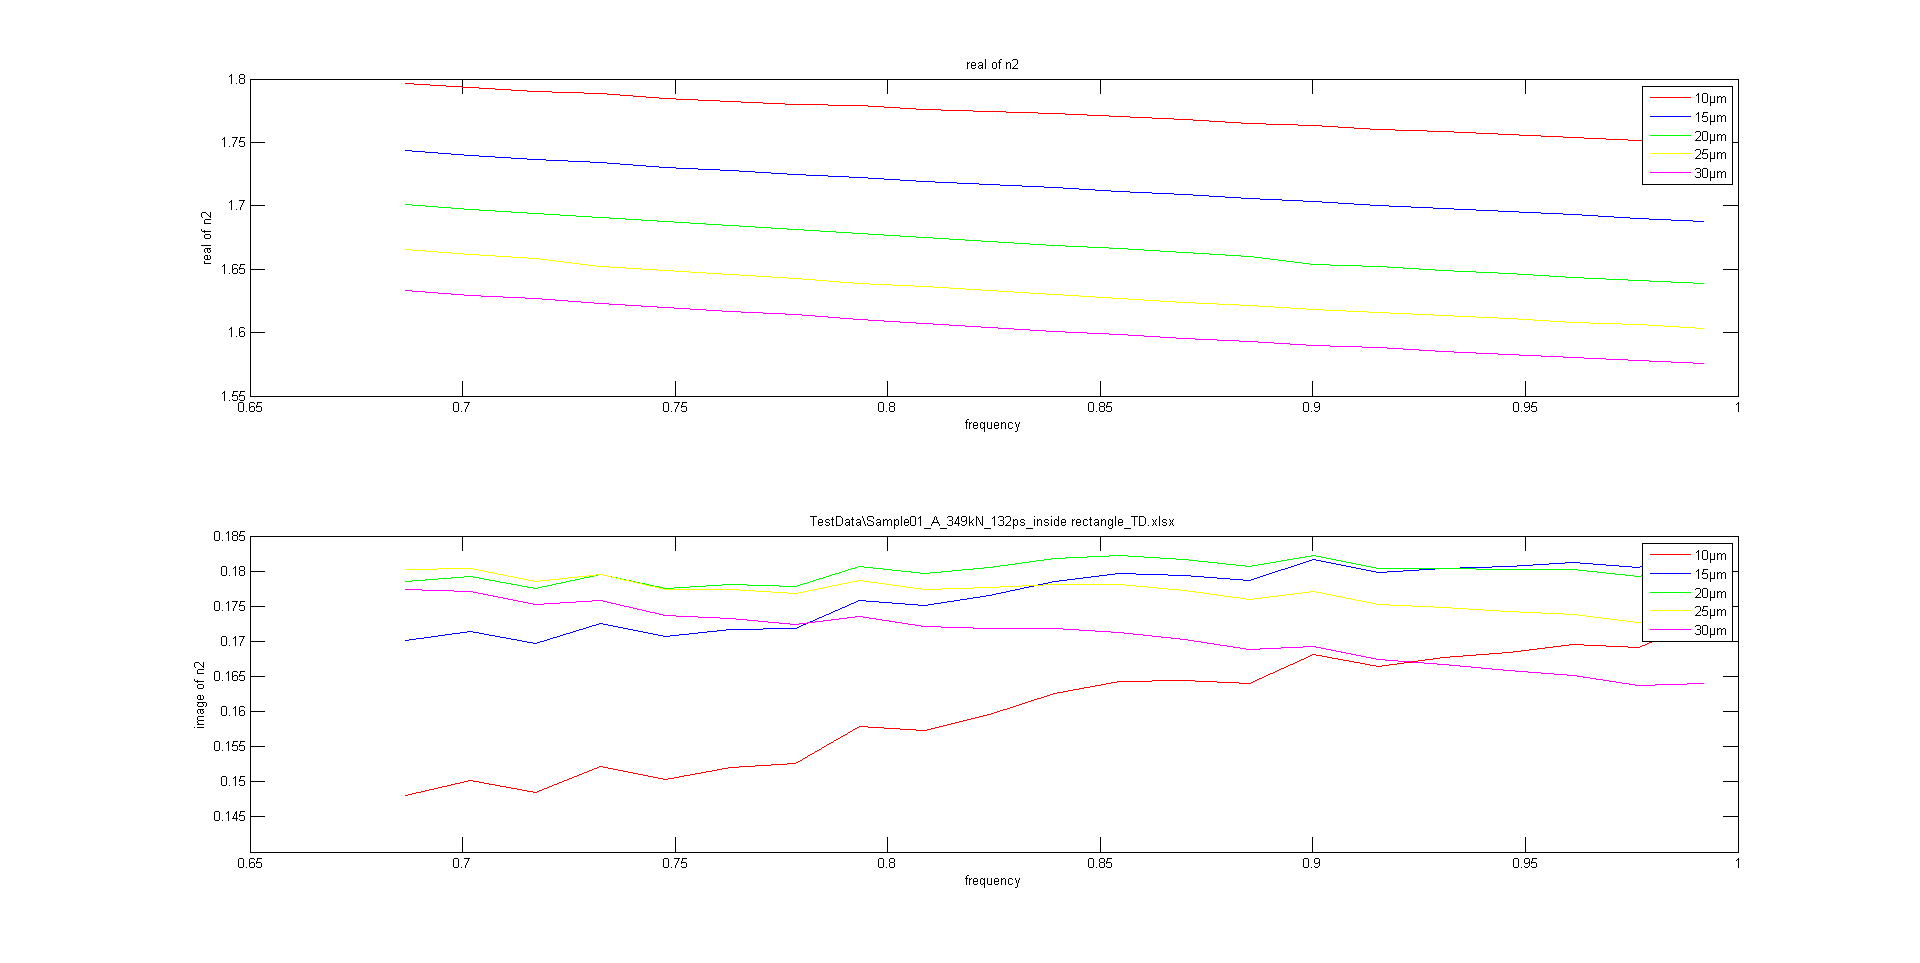 real of n2
1.8
1.75
1.7
1.65
1.6
1.55
real of n2
10µm
15µm
20µm
25µm
30µm
0.65 0.7 0.75 0.8 0.85 0.9 0.95 1
frequency
TestData\Sample01_A_349kN_132ps_inside rectangle_TD.xlsx
0.185
0.18
0.175
0.17
0.165
0.16
0.155
0.15
0.145
image of n2
10µm
15µm
20µm
25µm
30µm
0.65 0.7 0.75 0.8 0.85 0.9 0.95 1
frequency